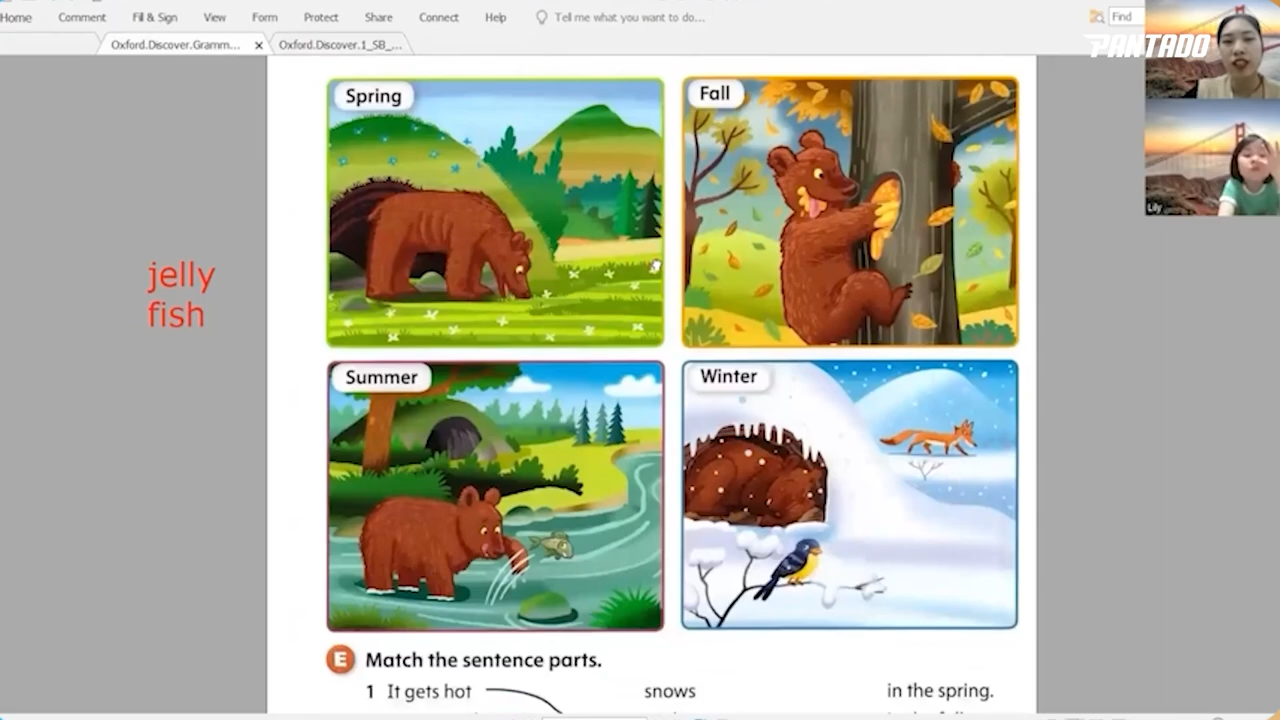 Home Comment Fill & Sign View Form Protect Share Connect Help Tell me what you want to do... Find
Oxford.Discover.Gramm... × Oxford.Discover.1_SB_...
PANTADO
Lily
Spring
Fall
jelly
fish
Summer
Winter
E Match the sentence parts.
1 It gets hot snows in the spring.